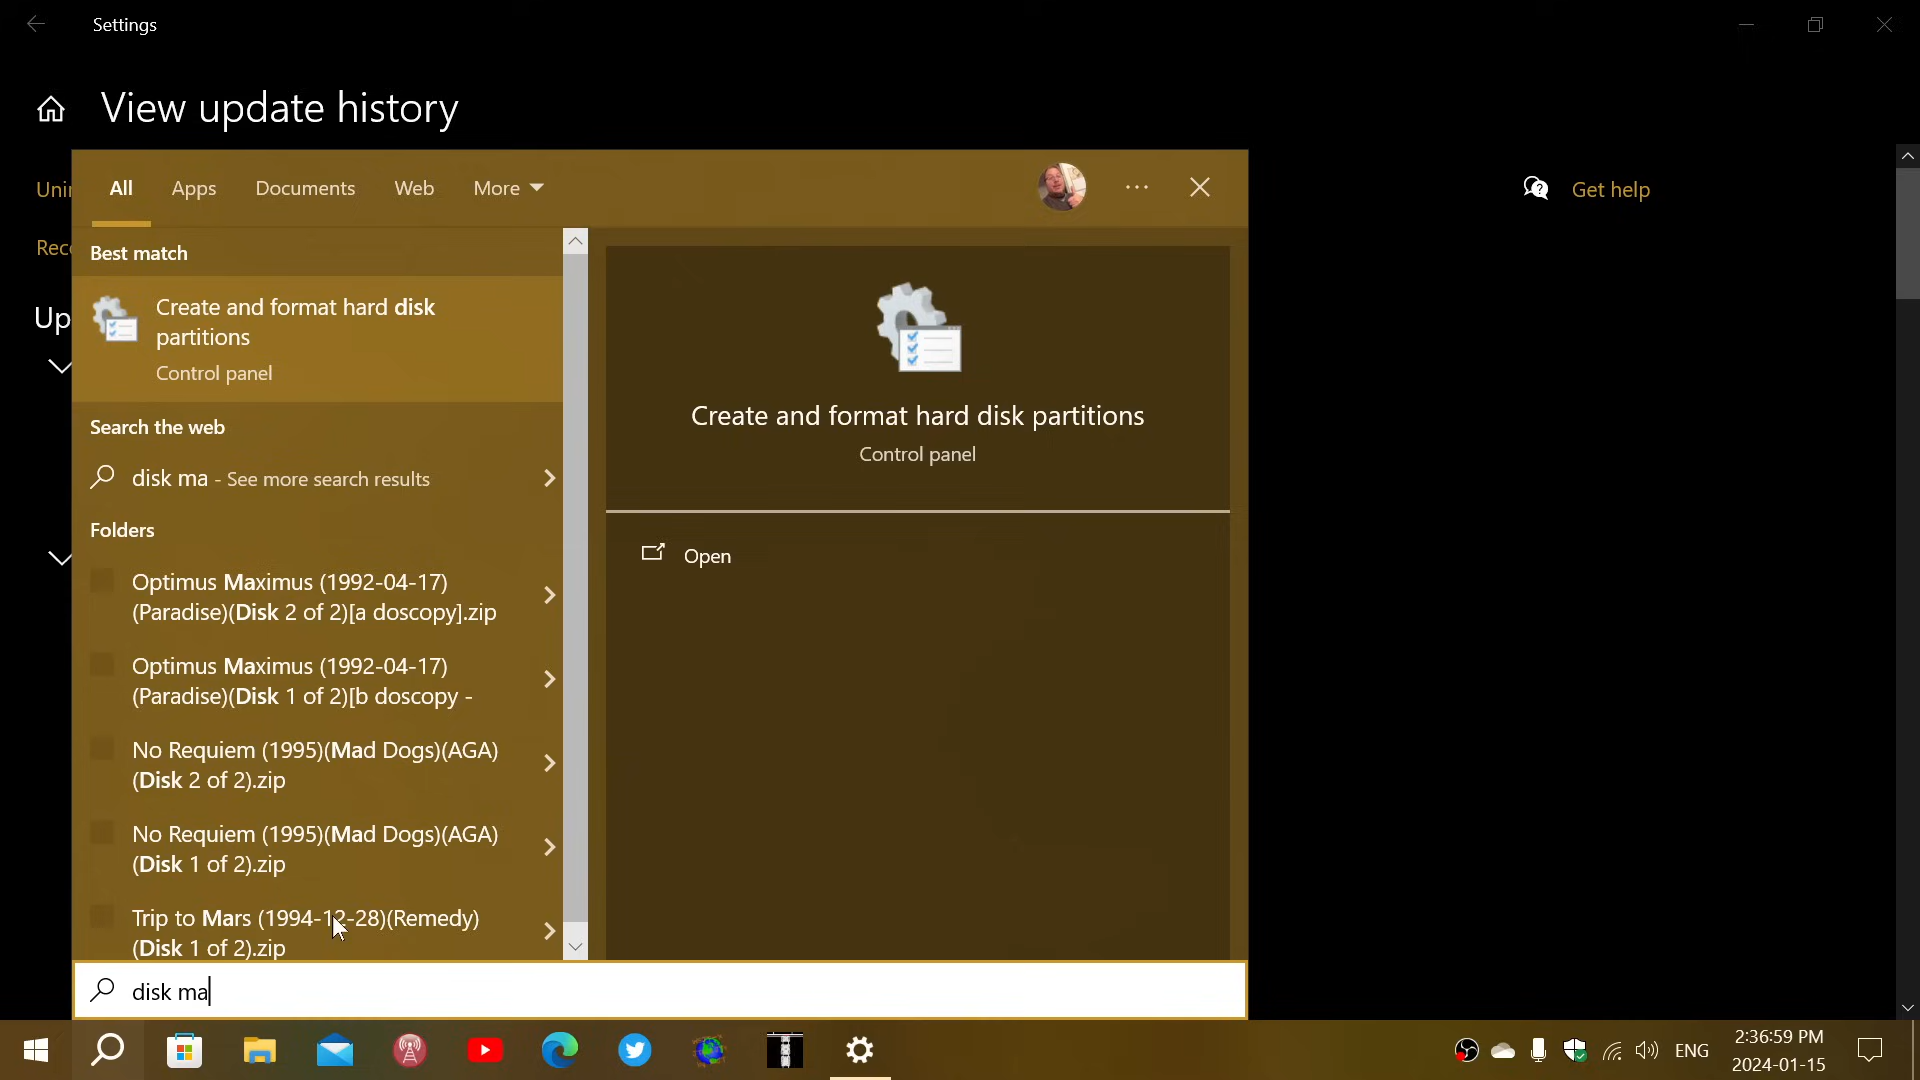 Settings
View update history
Get help
All
Apps
Documents
Web
More
Best match
Create and format hard disk
partitions
Control panel
Search the web
disk ma - See more search results
Folders
Optimus Maximus (1992-04-17)
(Paradise)(Disk 2 of 2)[a doscopy].zip
Optimus Maximus (1992-04-17)
(Paradise)(Disk 1 of 2)[b doscopy -
No Requiem (1995)(Mad Dogs)(AGA)
(Disk 2 of 2).zip
No Requiem (1995)(Mad Dogs)(AGA)
(Disk 1 of 2).zip
Trip to Mars (1994-12-28)(Remedy)
(Disk 1 of 2).zip
Create and format hard disk partitions
Control panel
Open
disk ma
ENG
2:36:59 PM
2024-01-15